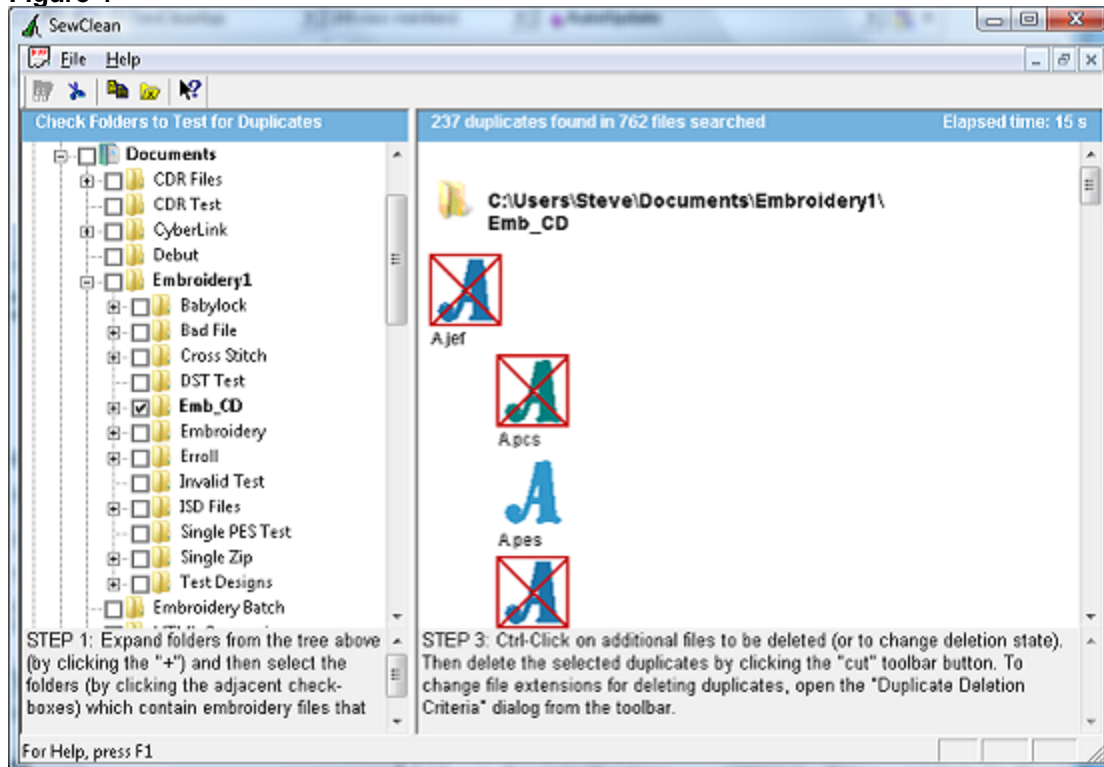 SewClean
File Help
Check Folders to Test for Duplicates
Documents
CDR Files
CDR Test
CyberLink
Debut
Embroidery1
Babylock
Bad File
Cross Stitch
DST Test
Emb_CD
Embroidery
Erroll
Invalid Test
ISD Files
Single PES Test
Single Zip
Test Designs
Embroidery Batch
STEP 1: Expand folders from the tree above
(by clicking the "+") and then select the
folders (by clicking the adjacent check-
boxes) which contain embroidery files that
237 duplicates found in 762 files searched Elapsed time: 15 s
C:\Users\Steve\Documents\Embroidery1\
Emb_CD
A.jef
A.pcs
A.pes
STEP 3: Ctrl-Click on additional files to be deleted (or to change deletion state).
Then delete the selected duplicates by clicking the "cut" toolbar button. To
change file extensions for deleting duplicates, open the "Duplicate Deletion
Criteria" dialog from the toolbar.
For Help, press F1